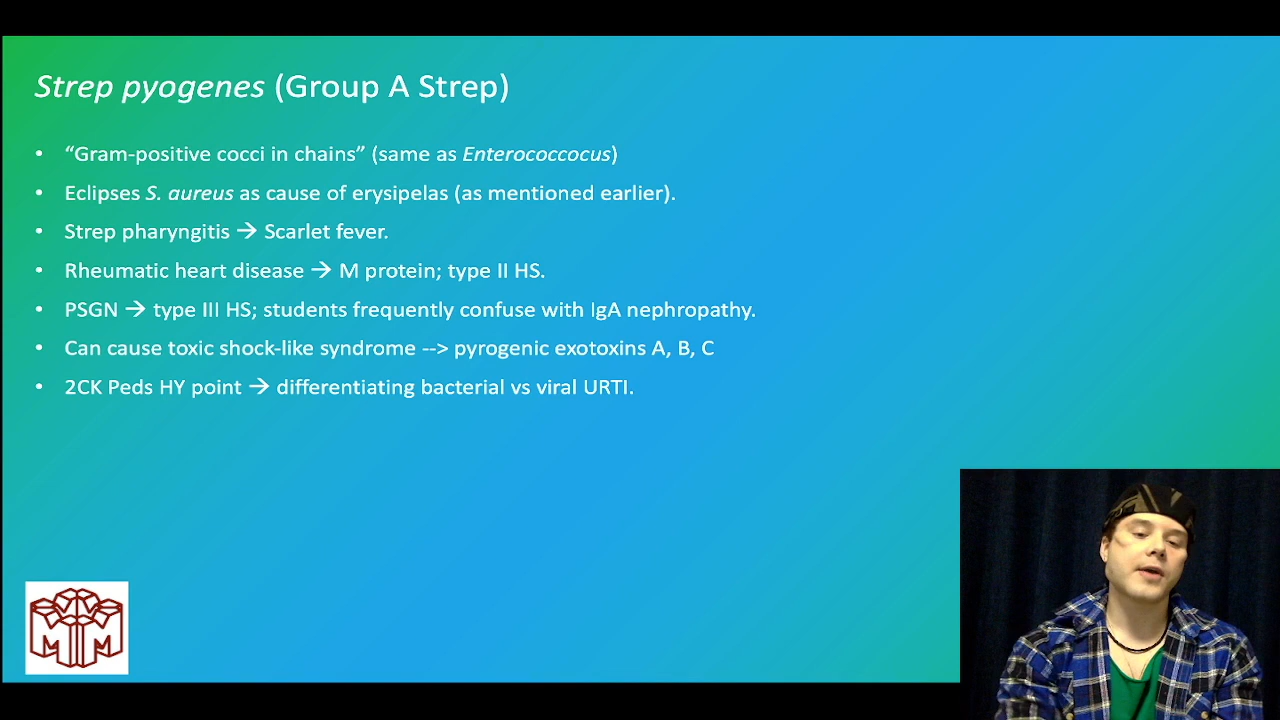 Strep pyogenes (Group A Strep)
• “Gram-positive cocci in chains” (same as Enterococcocus)
• Eclipses S. aureus as cause of erysipelas (as mentioned earlier).
• Strep pharyngitis → Scarlet fever.
• Rheumatic heart disease → M protein; type II HS.
• PSGN → type III HS; students frequently confuse with IgA nephropathy.
• Can cause toxic shock-like syndrome --> pyrogenic exotoxins A, B, C
• 2CK Peds HY point → differentiating bacterial vs viral URTI.